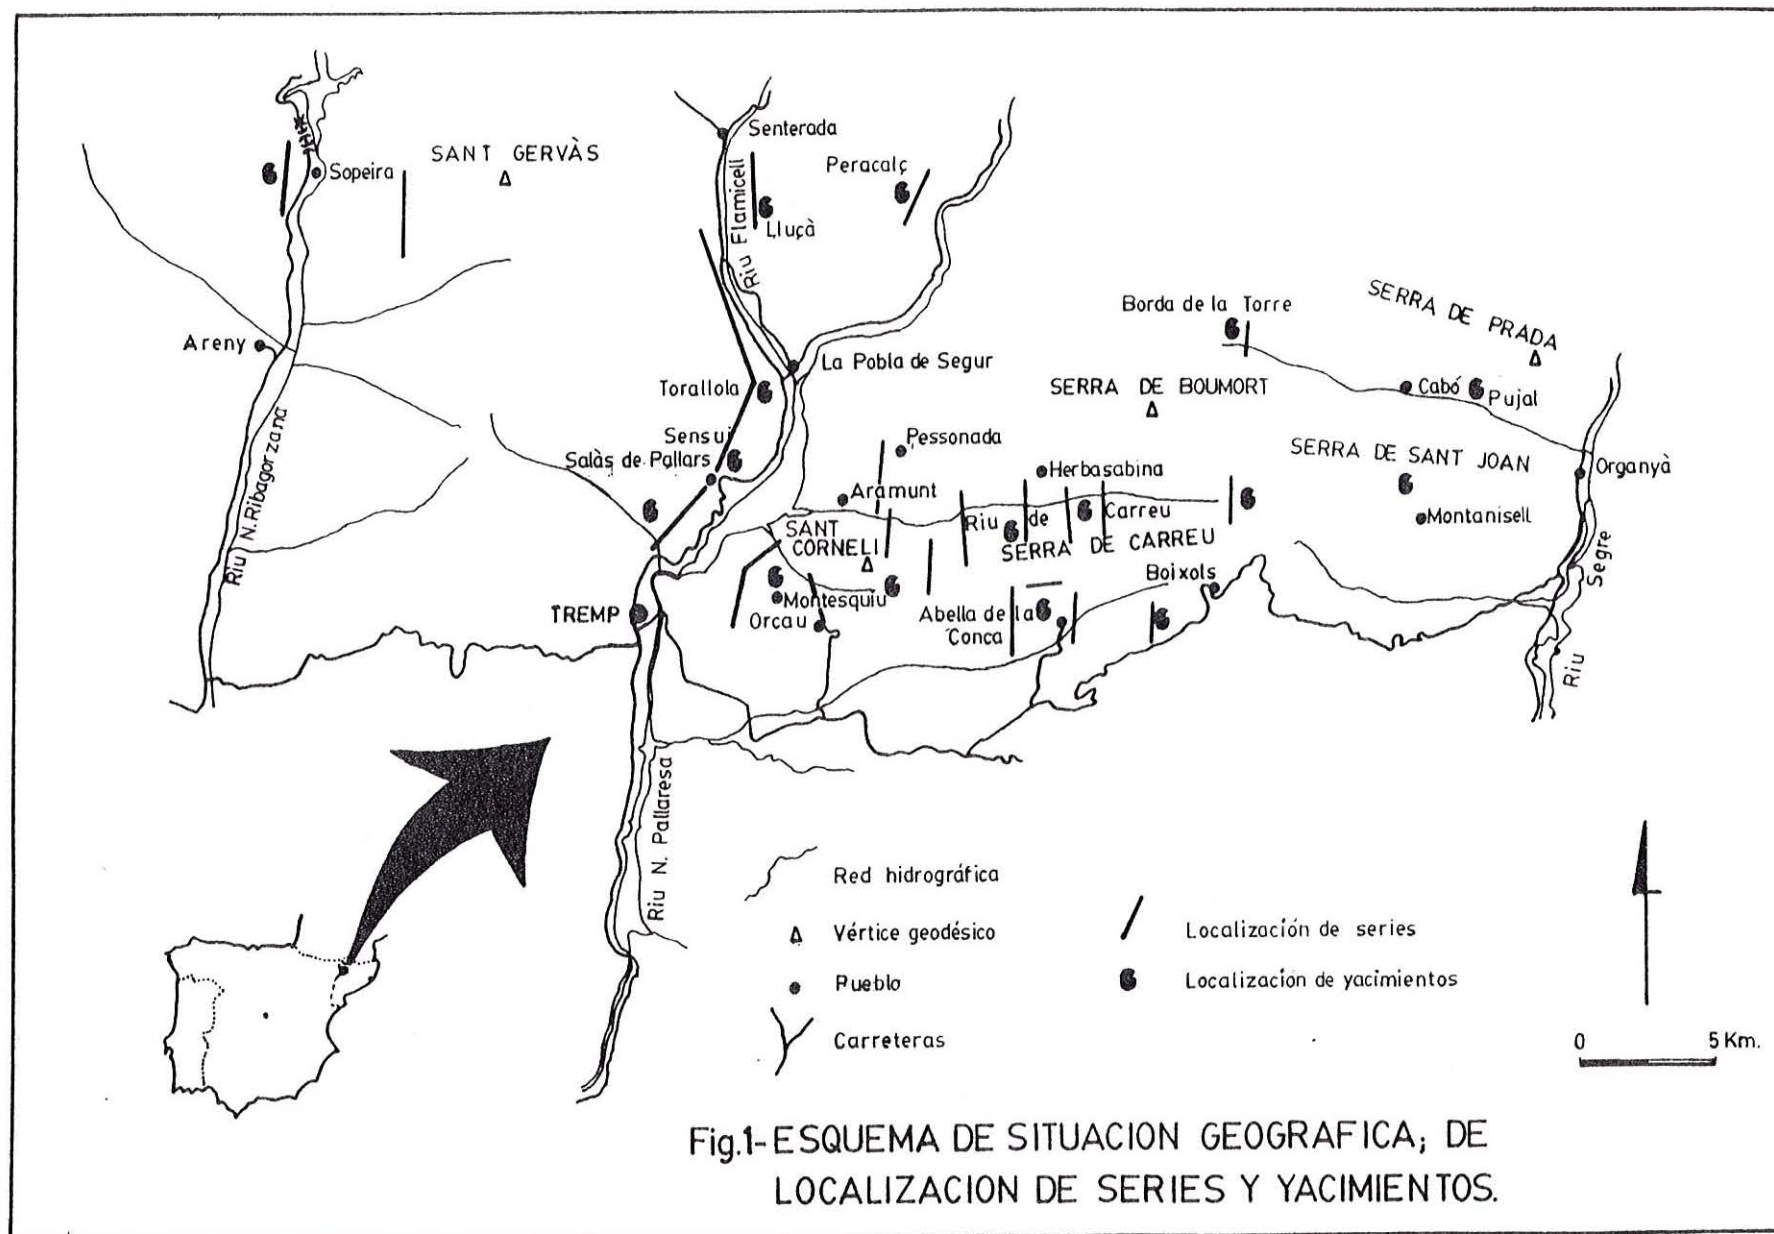 Senterada
SANT GERVÀS
Peracalç
Sopeira
Riu Flamicell
Lluçà
Borda de la Torre
SERRA DE PRADA
Areny
La Pobla de Segur
Torallola
SERRA DE BOUMORT
Cabó
Pujal
Riu N. Ribagorzana
Sensui
Pessonada
Salàs de Pallars
SERRA DE SANT JOAN
Herbasabina
Organyà
Aramunt
Riu de Carreu
Montanisell
SANT
CORNELI
SERRA DE CARREU
Boixols
Riu Segre
Montesquiu
TREMP
Orcau
Abella de la
Conca
Riu N. Pallaresa
Red hidrográfica
Vértice geodésico
Pueblo
Carreteras
Localización de series
Localización de yacimientos
0 5 Km.
Fig.1- ESQUEMA DE SITUACION GEOGRAFICA; DE
LOCALIZACION DE SERIES Y YACIMIENTOS.